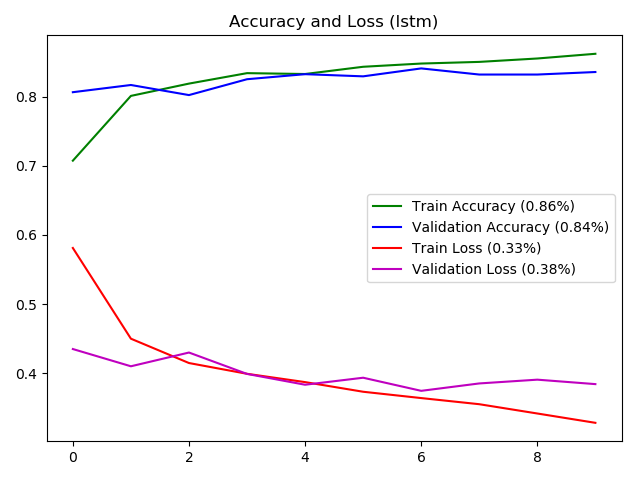 Accuracy and Loss (lstm)
0.8
0.7
0.6
0.5
0.4
Train Accuracy (0.86%)
Validation Accuracy (0.84%)
Train Loss (0.33%)
Validation Loss (0.38%)
0 2 4 6 8